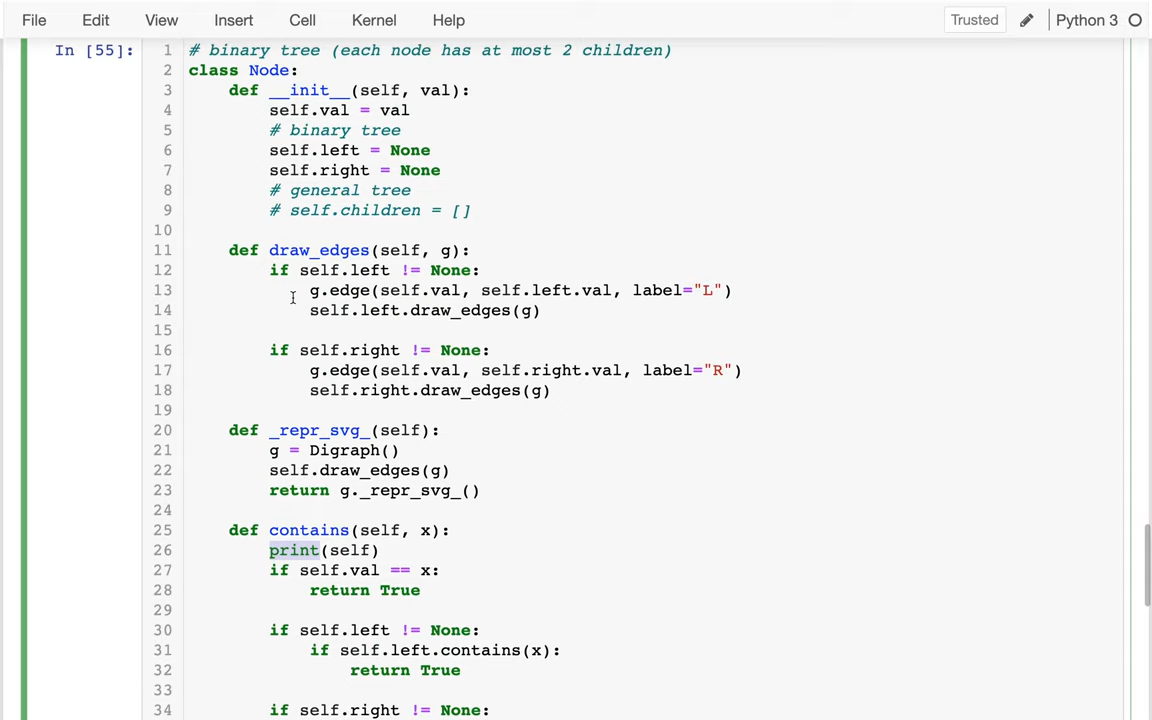 File Edit View Insert Cell Kernel Help Trusted Python 3
In [55]:
1 # binary tree (each node has at most 2 children)
2 class Node:
3     def __init__(self, val):
4         self.val = val
5         # binary tree
6         self.left = None
7         self.right = None
8         # general tree
9         # self.children = []
10
11     def draw_edges(self, g):
12         if self.left != None:
13             g.edge(self.val, self.left.val, label="L")
14             self.left.draw_edges(g)
15
16         if self.right != None:
17             g.edge(self.val, self.right.val, label="R")
18             self.right.draw_edges(g)
19
20     def _repr_svg_(self):
21         g = Digraph()
22         self.draw_edges(g)
23         return g._repr_svg_()
24
25     def contains(self, x):
26         print(self)
27         if self.val == x:
28             return True
29
30         if self.left != None:
31             if self.left.contains(x):
32                 return True
33
34         if self.right != None: